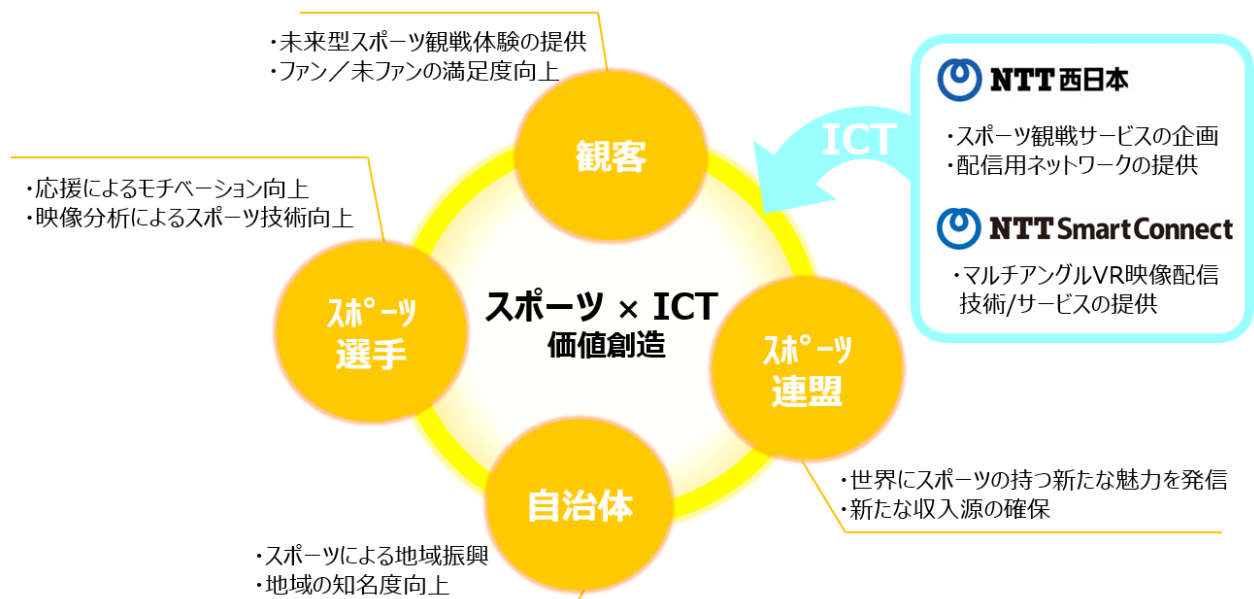 ・未来型スポーツ観戦体験の提供
・ファン／未ファンの満足度向上
観客
ICT
NTT 西日本
・スポーツ観戦サービスの企画
・配信用ネットワークの提供
NTT SmartConnect
・マルチアングルVR映像配信
技術/サービスの提供
・応援によるモチベーション向上
・映像分析によるスポーツ技術向上
ｽﾎﾟｰﾂ
選手
スポーツ × ICT
価値創造
ｽﾎﾟｰﾂ
連盟
・世界にスポーツの持つ新たな魅力を発信
・新たな収入源の確保
自治体
・スポーツによる地域振興
・地域の知名度向上